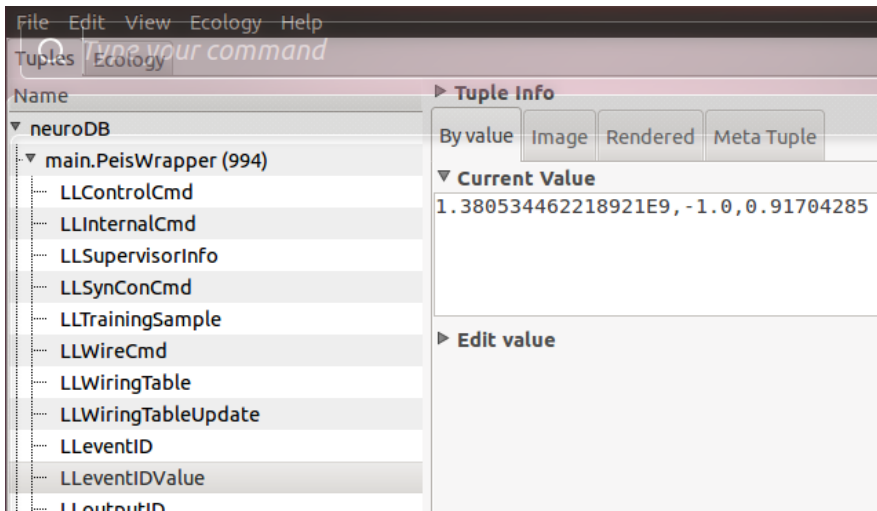 File Edit View Ecology Help
Type your command
Tuples Ecology
Name
neuroDB
main.PeisWrapper (994)
LLControlCmd
LLInternalCmd
LLSupervisorInfo
LLSynConCmd
LLTrainingSample
LLWireCmd
LLWiringTable
LLWiringTableUpdate
LLeventID
LLeventIDValue
LLoutputID
Tuple Info
By value Image Rendered Meta Tuple
Current Value
1.380534462218921E9,-1.0,0.91704285
Edit value